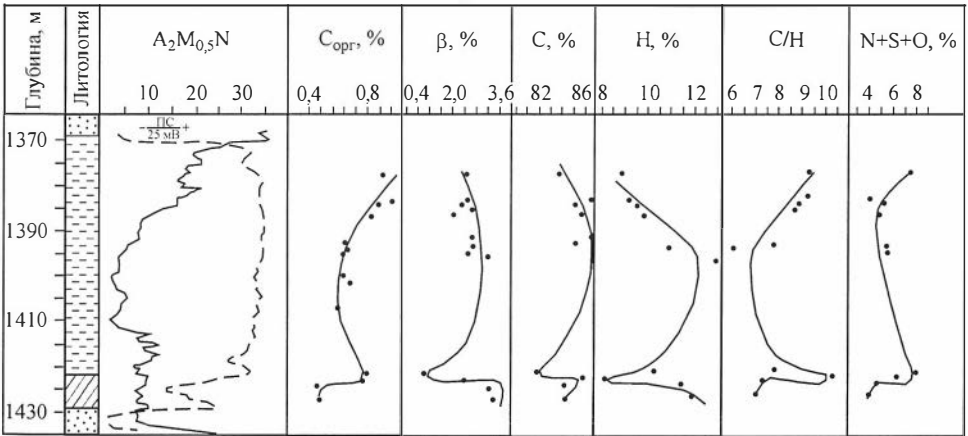 Глубина, м
Литология
A₂M₀,₅N
Cорг, %
β, %
C, %
H, %
C/H
N+S+O, %
10 20 30
0,4 0,8
0,4 2,0 3,6
82 86
8 10 12
6 7 8 9 10
4 6 8
- ПС +
25 мВ
1370
1390
1410
1430